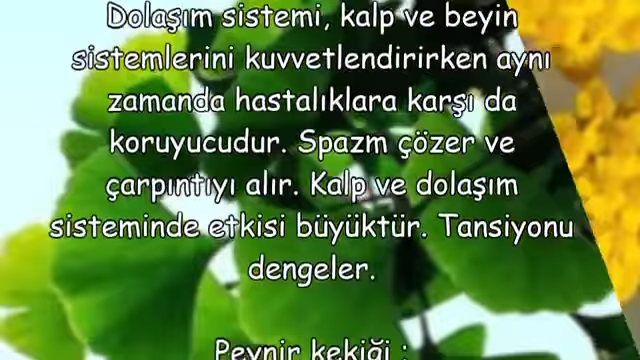 Dolaşım sistemi, kalp ve beyin
sistemlerini kuvvetlendirirken aynı
zamanda hastalıklara karşı da
koruyucudur. Spazm çözer ve
çarpıntıyı alır. Kalp ve dolaşım
sisteminde etkisi büyüktür. Tansiyonu
dengeler.
Peynir kekiği :